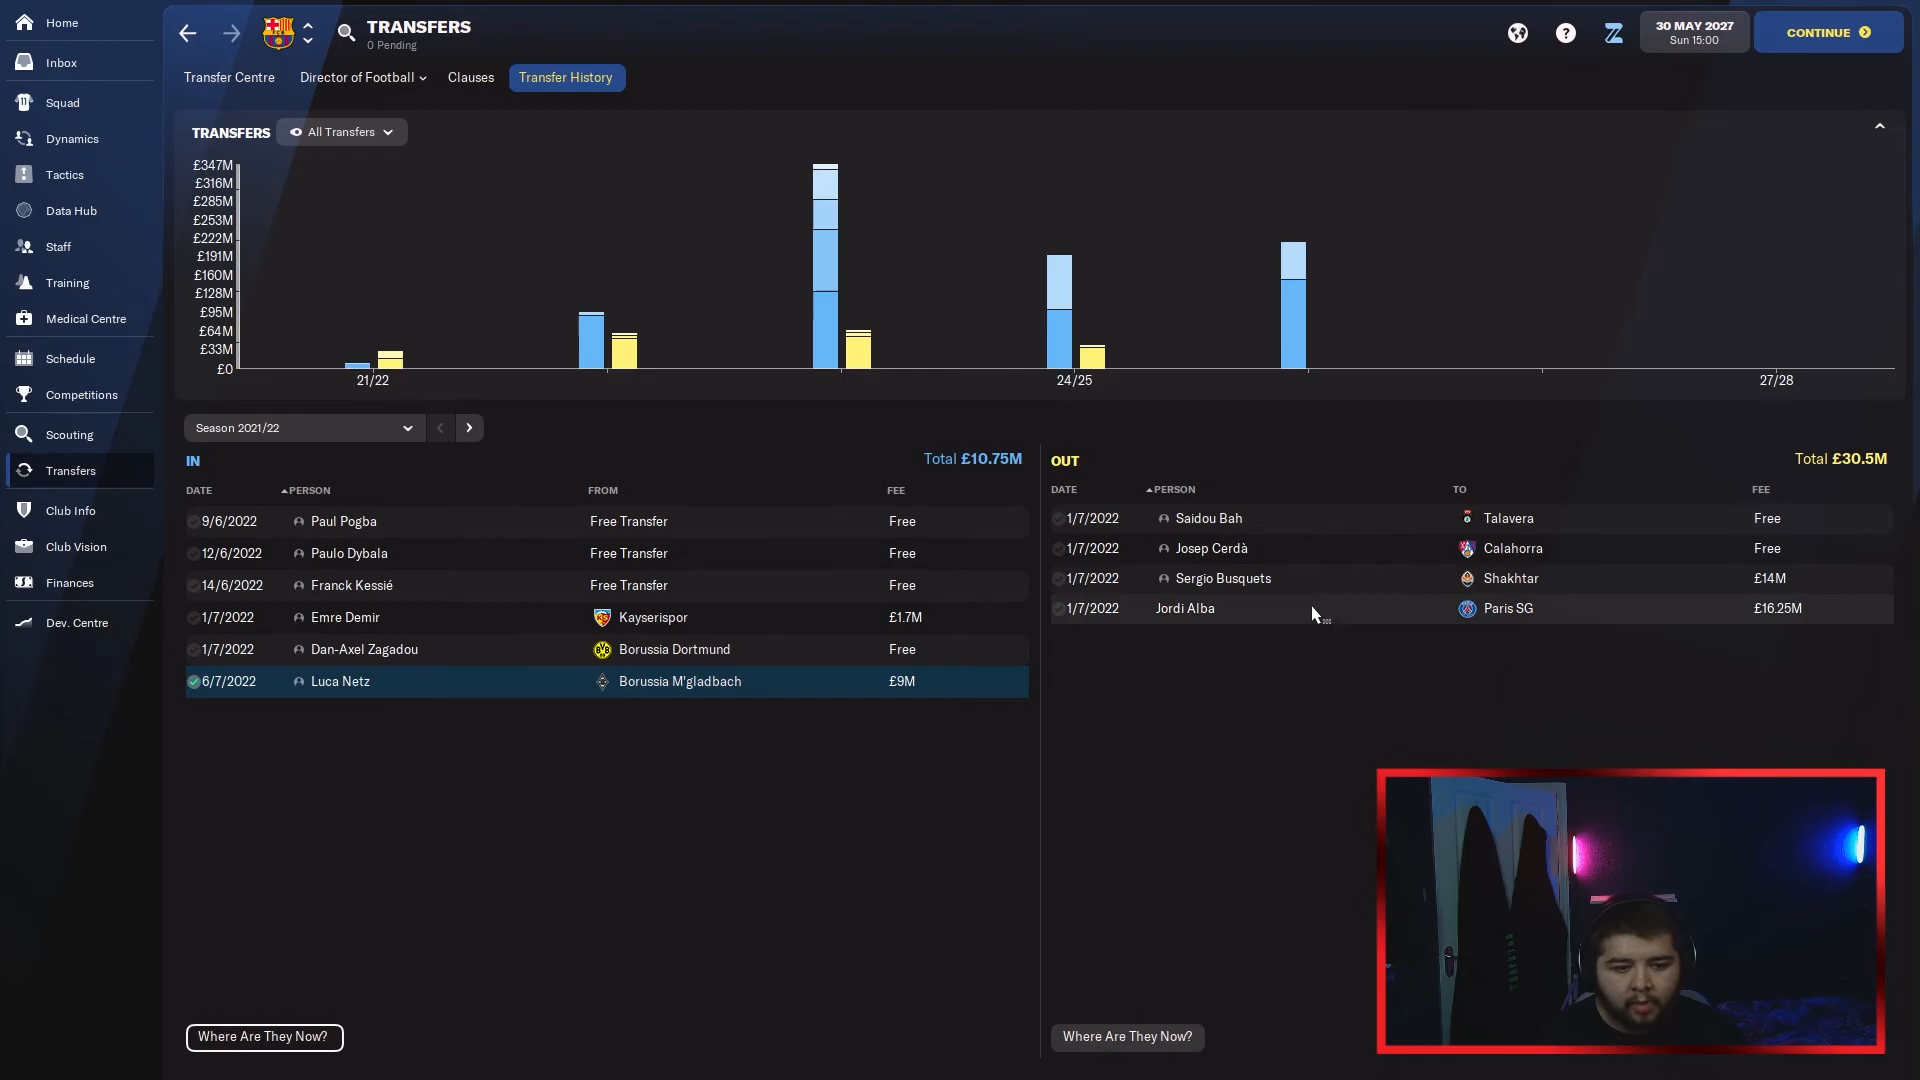 Home
Inbox
Squad
Dynamics
Tactics
Data Hub
Staff
Training
Medical Centre
Schedule
Competitions
Scouting
Transfers
Club Info
Club Vision
Finances
Dev. Centre
TRANSFERS
0 Pending
30 MAY 2027
Sun 15:00
CONTINUE
Transfer Centre Director of Football Clauses Transfer History
TRANSFERS All Transfers
£347M
£316M
£285M
£253M
£222M
£191M
£160M
£128M
£95M
£64M
£33M
£0
21/22 24/25 27/28
Season 2021/22
IN Total £10.75M
DATE PERSON FROM FEE
9/6/2022 Paul Pogba Free Transfer Free
12/6/2022 Paulo Dybala Free Transfer Free
14/6/2022 Franck Kessié Free Transfer Free
1/7/2022 Emre Demir Kayserispor £1.7M
1/7/2022 Dan-Axel Zagadou Borussia Dortmund Free
6/7/2022 Luca Netz Borussia M'gladbach £9M
Where Are They Now?
OUT Total £30.5M
DATE PERSON TO FEE
1/7/2022 Saidou Bah Talavera Free
1/7/2022 Josep Cerdà Calahorra Free
1/7/2022 Sergio Busquets Shakhtar £14M
1/7/2022 Jordi Alba Paris SG £16.25M
Where Are They Now?